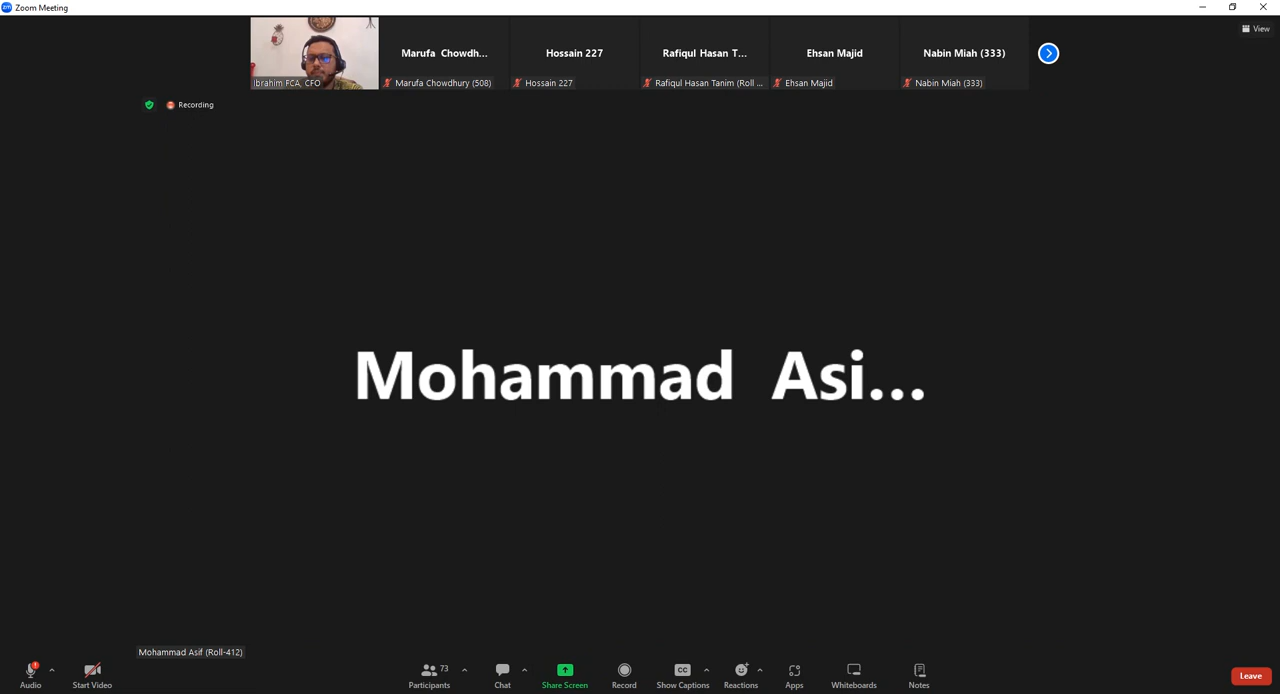 Zoom Meeting
View
Marufa Chowdh...
Hossain 227
Rafiqul Hasan T...
Ehsan Majid
Nabin Miah (333)
Ibrahim FCA, CFO
Marufa Chowdhury (508)
Hossain 227
Rafiqul Hasan Tanim (Roll ...
Ehsan Majid
Nabin Miah (333)
Recording
Mohammad Asi...
Mohammad Asif (Roll-412)
Audio
Start Video
73
Participants
Chat
Share Screen
Record
CC
Show Captions
Reactions
Apps
Whiteboards
Notes
Leave